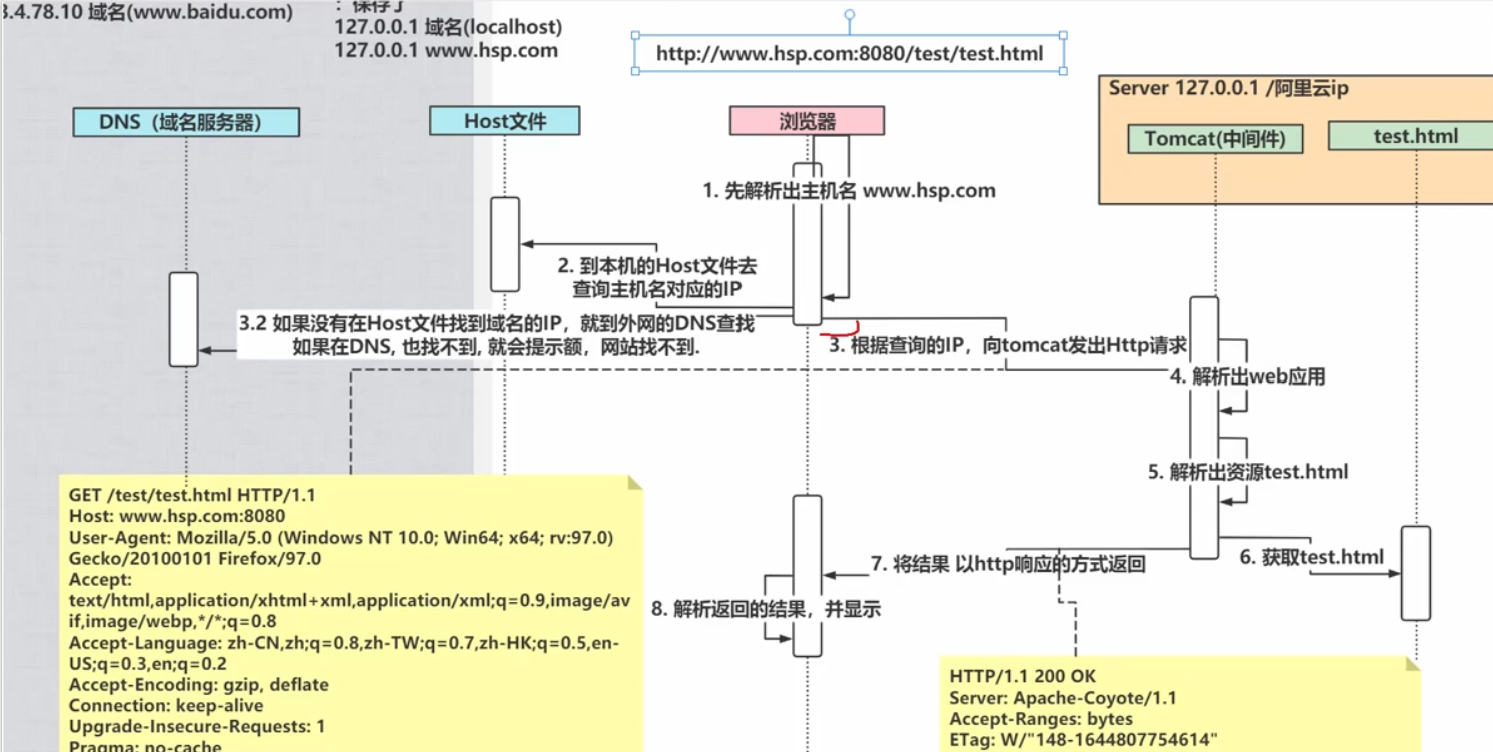 3.4.78.10 域名(www.baidu.com)
：保存了
127.0.0.1 域名(localhost)
127.0.0.1 www.hsp.com
http://www.hsp.com:8080/test/test.html
Server 127.0.0.1 /阿里云ip
DNS（域名服务器）
Host文件
浏览器
Tomcat(中间件)
test.html
1. 先解析出主机名 www.hsp.com
2. 到本机的Host文件去
查询主机名对应的IP
3.2 如果没有在Host文件找到域名的IP，就到外网的DNS查找
如果在DNS, 也找不到, 就会提示额，网站找不到.
3. 根据查询的IP，向tomcat发出Http请求
4. 解析出web应用
5. 解析出资源test.html
6. 获取test.html
7. 将结果 以http响应的方式返回
8. 解析返回的结果，并显示
GET /test/test.html HTTP/1.1
Host: www.hsp.com:8080
User-Agent: Mozilla/5.0 (Windows NT 10.0; Win64; x64; rv:97.0)
Gecko/20100101 Firefox/97.0
Accept:
text/html,application/xhtml+xml,application/xml;q=0.9,image/av
if,image/webp,*/*;q=0.8
Accept-Language: zh-CN,zh;q=0.8,zh-TW;q=0.7,zh-HK;q=0.5,en-
US;q=0.3,en;q=0.2
Accept-Encoding: gzip, deflate
Connection: keep-alive
Upgrade-Insecure-Requests: 1
Pragma: no-cache
HTTP/1.1 200 OK
Server: Apache-Coyote/1.1
Accept-Ranges: bytes
ETag: W/"148-1644807754614"